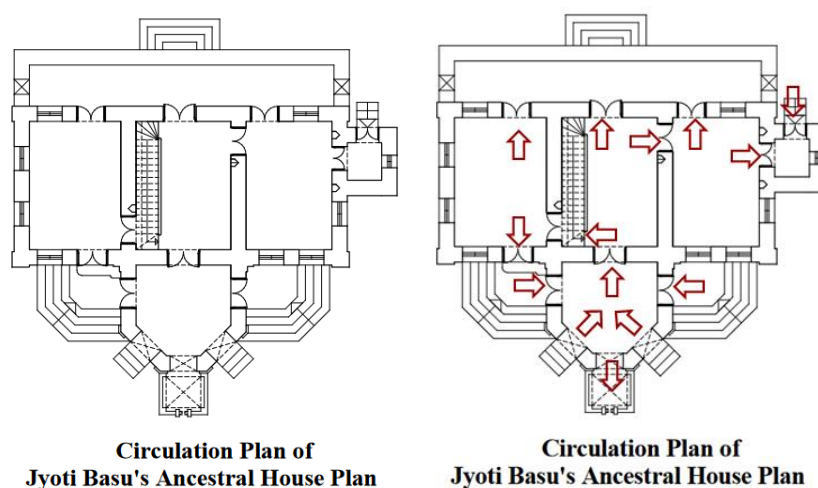 Circulation Plan of
Jyoti Basu's Ancestral House Plan
Circulation Plan of
Jyoti Basu's Ancestral House Plan